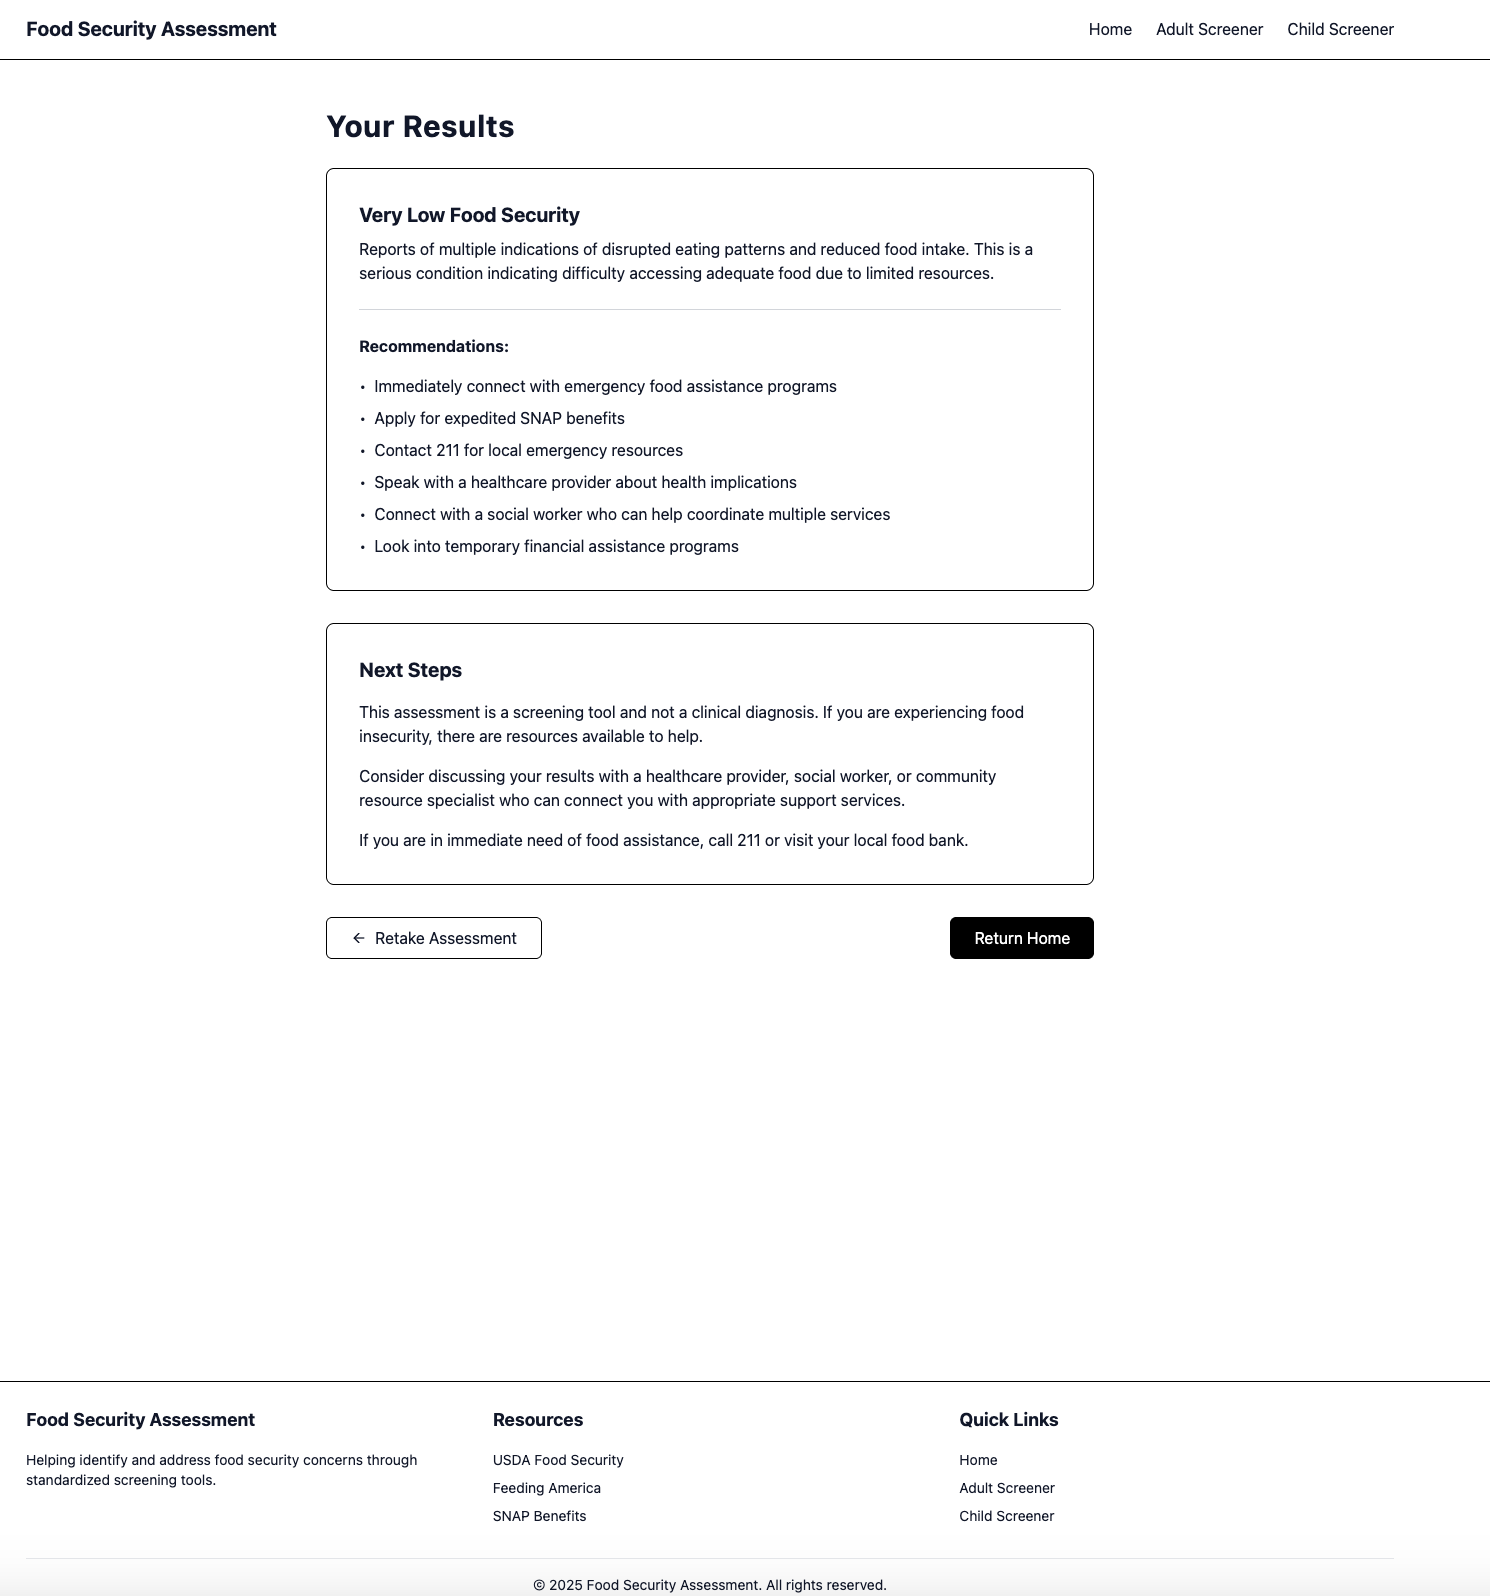 Food Security Assessment
Home Adult Screener Child Screener
Your Results
Very Low Food Security
Reports of multiple indications of disrupted eating patterns and reduced food intake. This is a
serious condition indicating difficulty accessing adequate food due to limited resources.
Recommendations:
• Immediately connect with emergency food assistance programs
• Apply for expedited SNAP benefits
• Contact 211 for local emergency resources
• Speak with a healthcare provider about health implications
• Connect with a social worker who can help coordinate multiple services
• Look into temporary financial assistance programs
Next Steps
This assessment is a screening tool and not a clinical diagnosis. If you are experiencing food
insecurity, there are resources available to help.
Consider discussing your results with a healthcare provider, social worker, or community
resource specialist who can connect you with appropriate support services.
If you are in immediate need of food assistance, call 211 or visit your local food bank.
← Retake Assessment
Return Home
Food Security Assessment
Helping identify and address food security concerns through
standardized screening tools.
Resources
USDA Food Security
Feeding America
SNAP Benefits
Quick Links
Home
Adult Screener
Child Screener
© 2025 Food Security Assessment. All rights reserved.